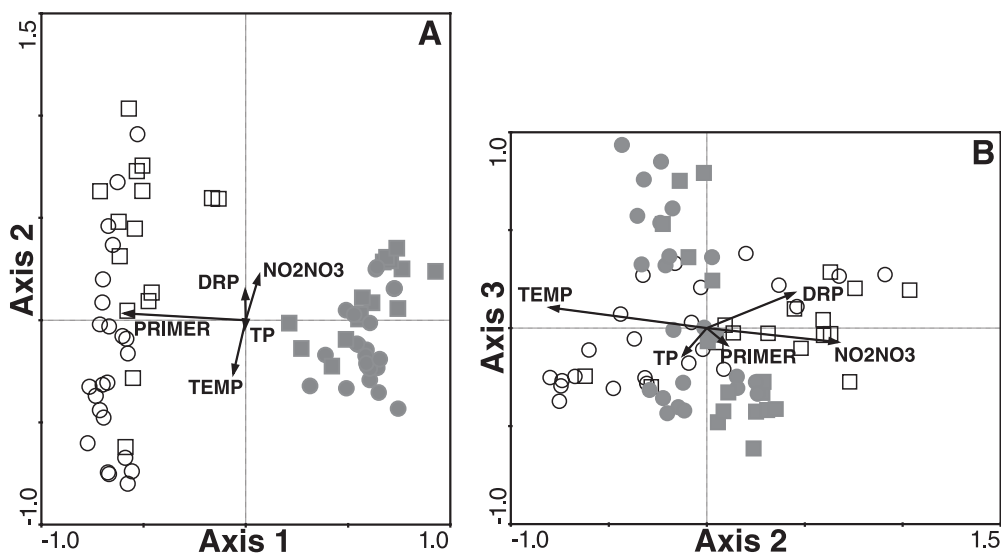 A
1.5
Axis 2
-1.0
DRP
NO2NO3
PRIMER
TP
TEMP
-1.0
Axis 1
1.0
B
1.0
Axis 3
-1.0
TEMP
DRP
TP
PRIMER
NO2NO3
-1.0
Axis 2
1.5